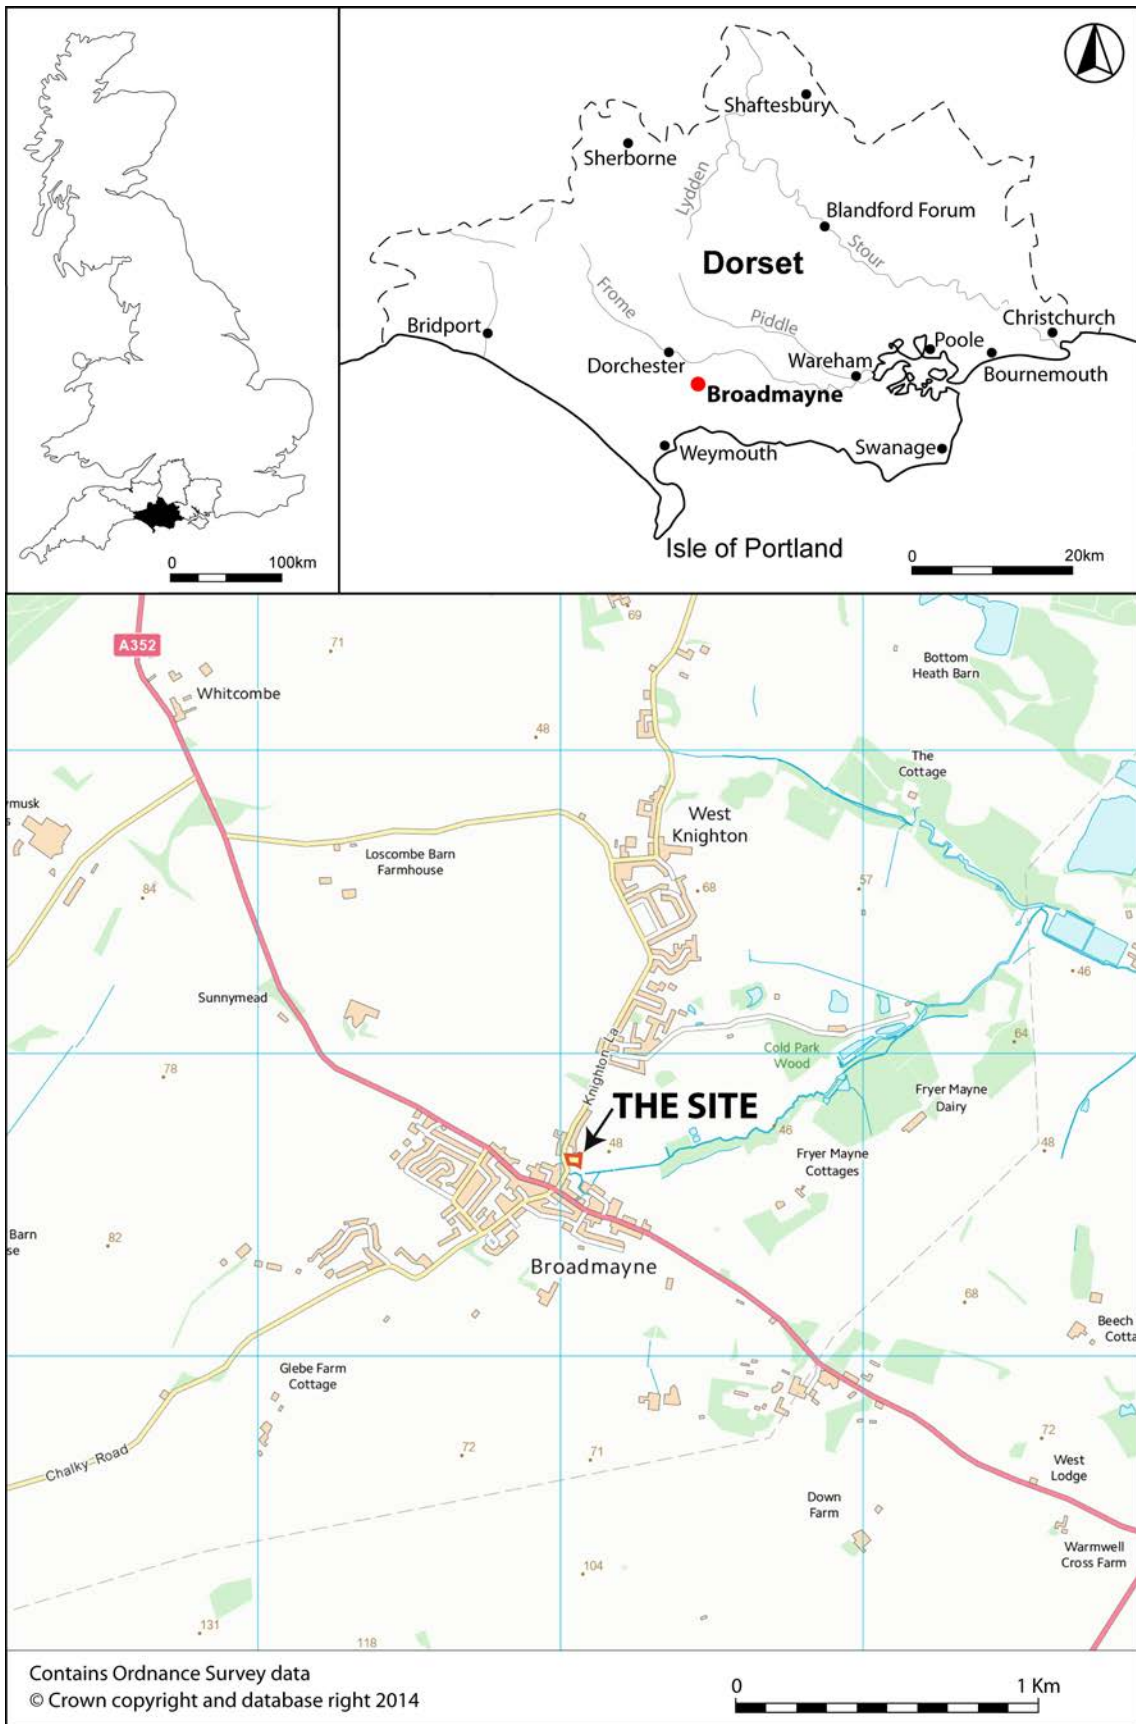 0
100km
Shaftesbury
Sherborne
Lydden
Blandford Forum
Stour
Dorset
Frome
Piddle
Christchurch
Bridport
Poole
Dorchester
Wareham
Bournemouth
Broadmayne
Weymouth
Swanage
Isle of Portland
0
20km
69
A352
71
Bottom
Heath Barn
Whitcombe
48
The
Cottage
ymusk
s
West
Knighton
Loscombe Barn
Farmhouse
84
68
57
46
Sunnymead
64
Knighton La
Cold Park
Wood
78
Fryer Mayne
Dairy
THE SITE
46
48
48
Fryer Mayne
Cottages
Barn
se
82
Broadmayne
68
Beech
Cotta
Glebe Farm
Cottage
72
72
71
West
Lodge
Chalky Road
Down
Farm
Warmwell
Cross Farm
104
131
118
Contains Ordnance Survey data
© Crown copyright and database right 2014
0
1 Km